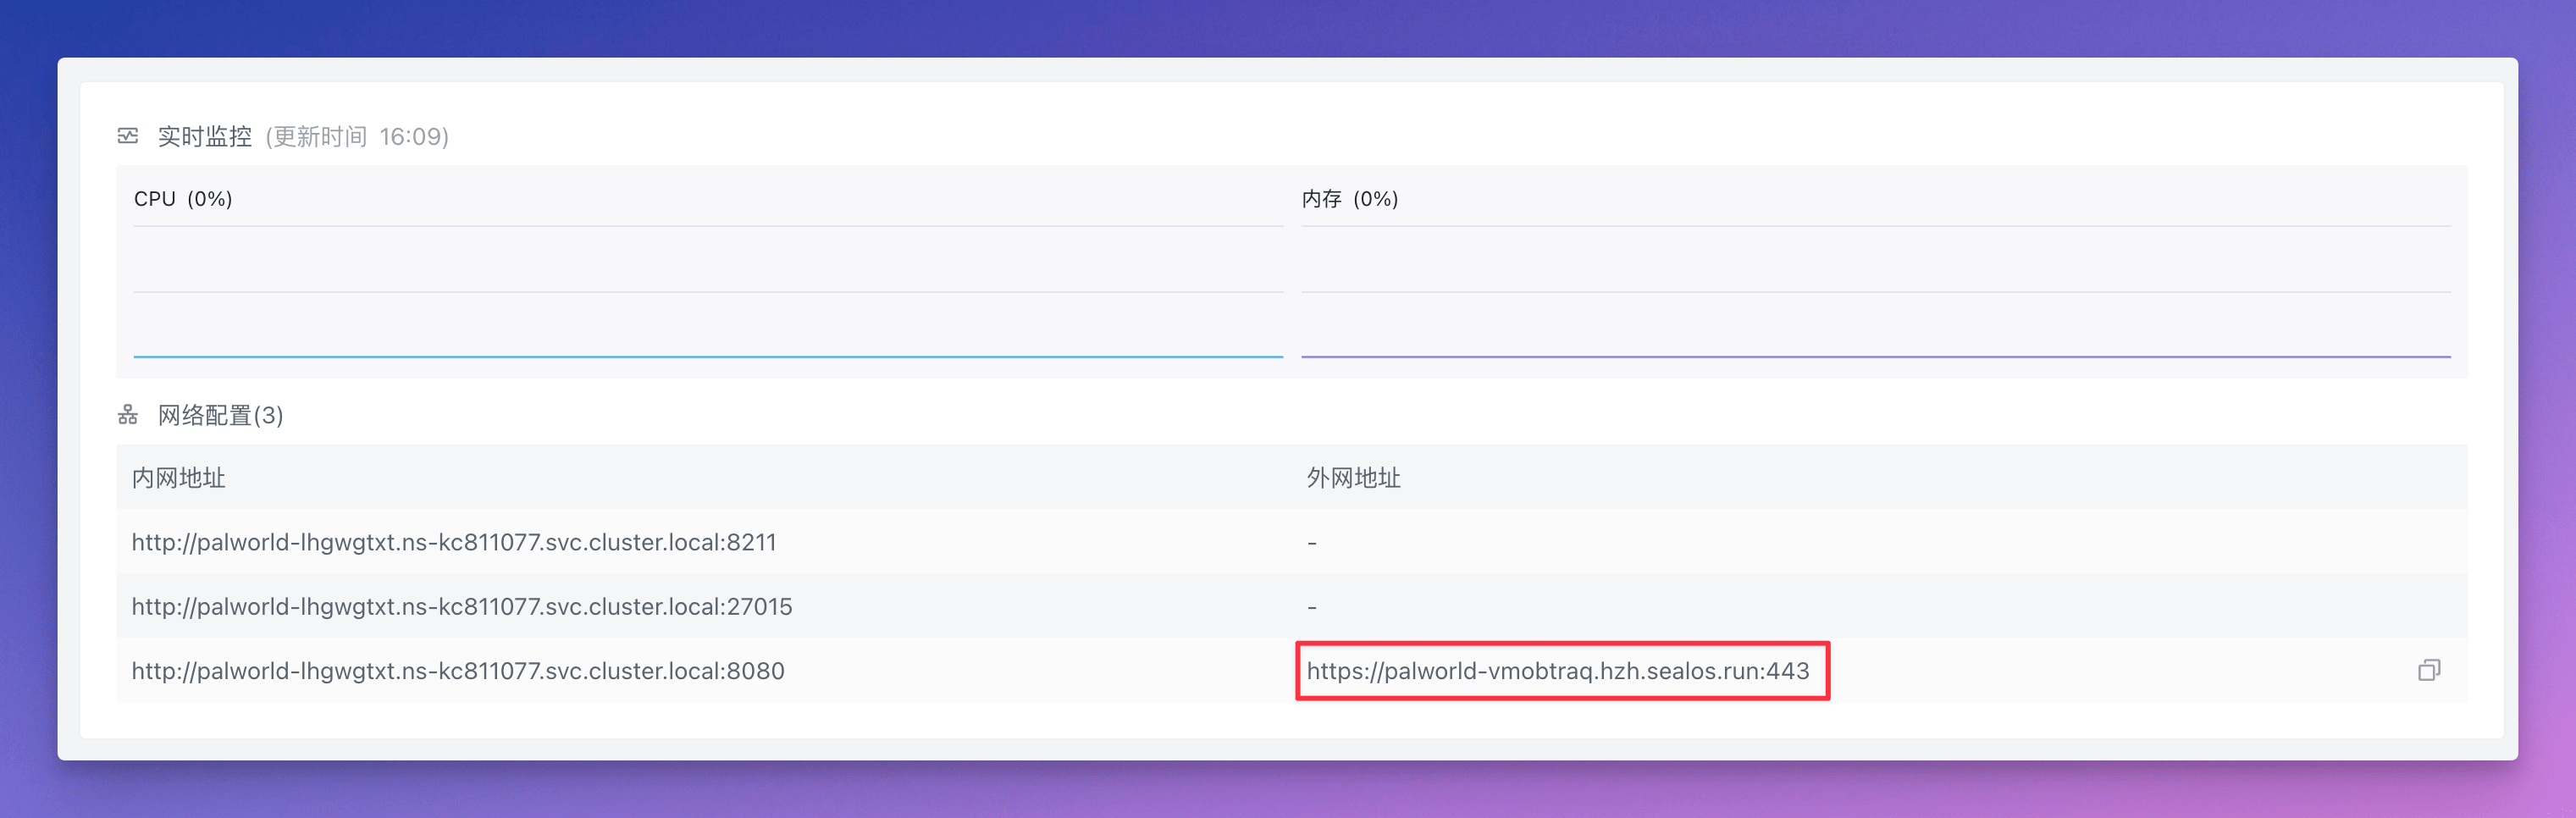 实时监控 (更新时间 16:09)
CPU (0%)
内存 (0%)
网络配置(3)
内网地址 外网地址
http://palworld-lhgwgtxt.ns-kc811077.svc.cluster.local:8211 -
http://palworld-lhgwgtxt.ns-kc811077.svc.cluster.local:27015 -
http://palworld-lhgwgtxt.ns-kc811077.svc.cluster.local:8080 https://palworld-vmobtraq.hzh.sealos.run:443